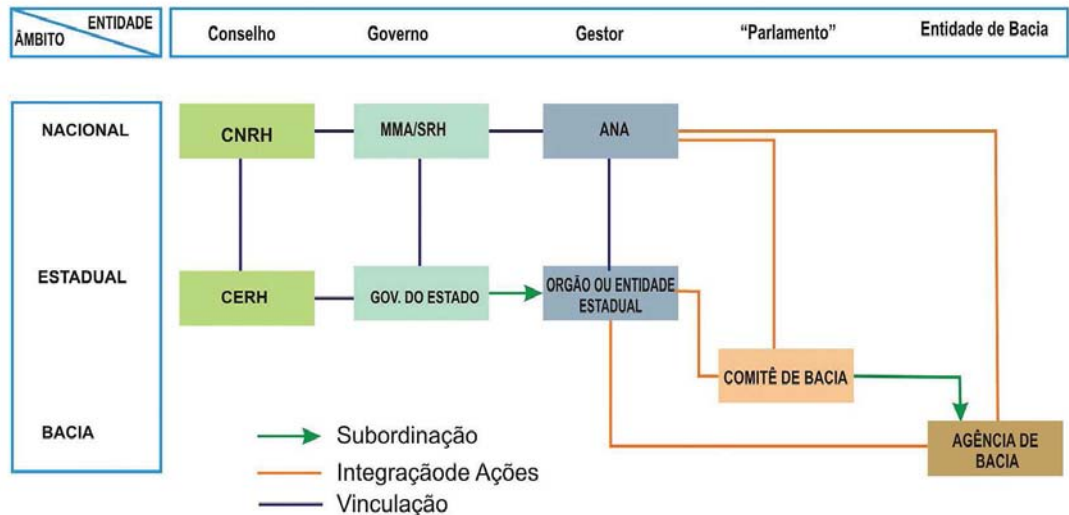 ENTIDADE
ÂMBITO
Conselho
Governo
Gestor
“Parlamento”
Entidade de Bacia
NACIONAL
CNRH
MMA/SRH
ANA
ESTADUAL
CERH
GOV. DO ESTADO
ORGÃO OU ENTIDADE
ESTADUAL
COMITÊ DE BACIA
BACIA
AGÊNCIA DE
BACIA
Subordinação
Integraçãode Ações
Vinculação